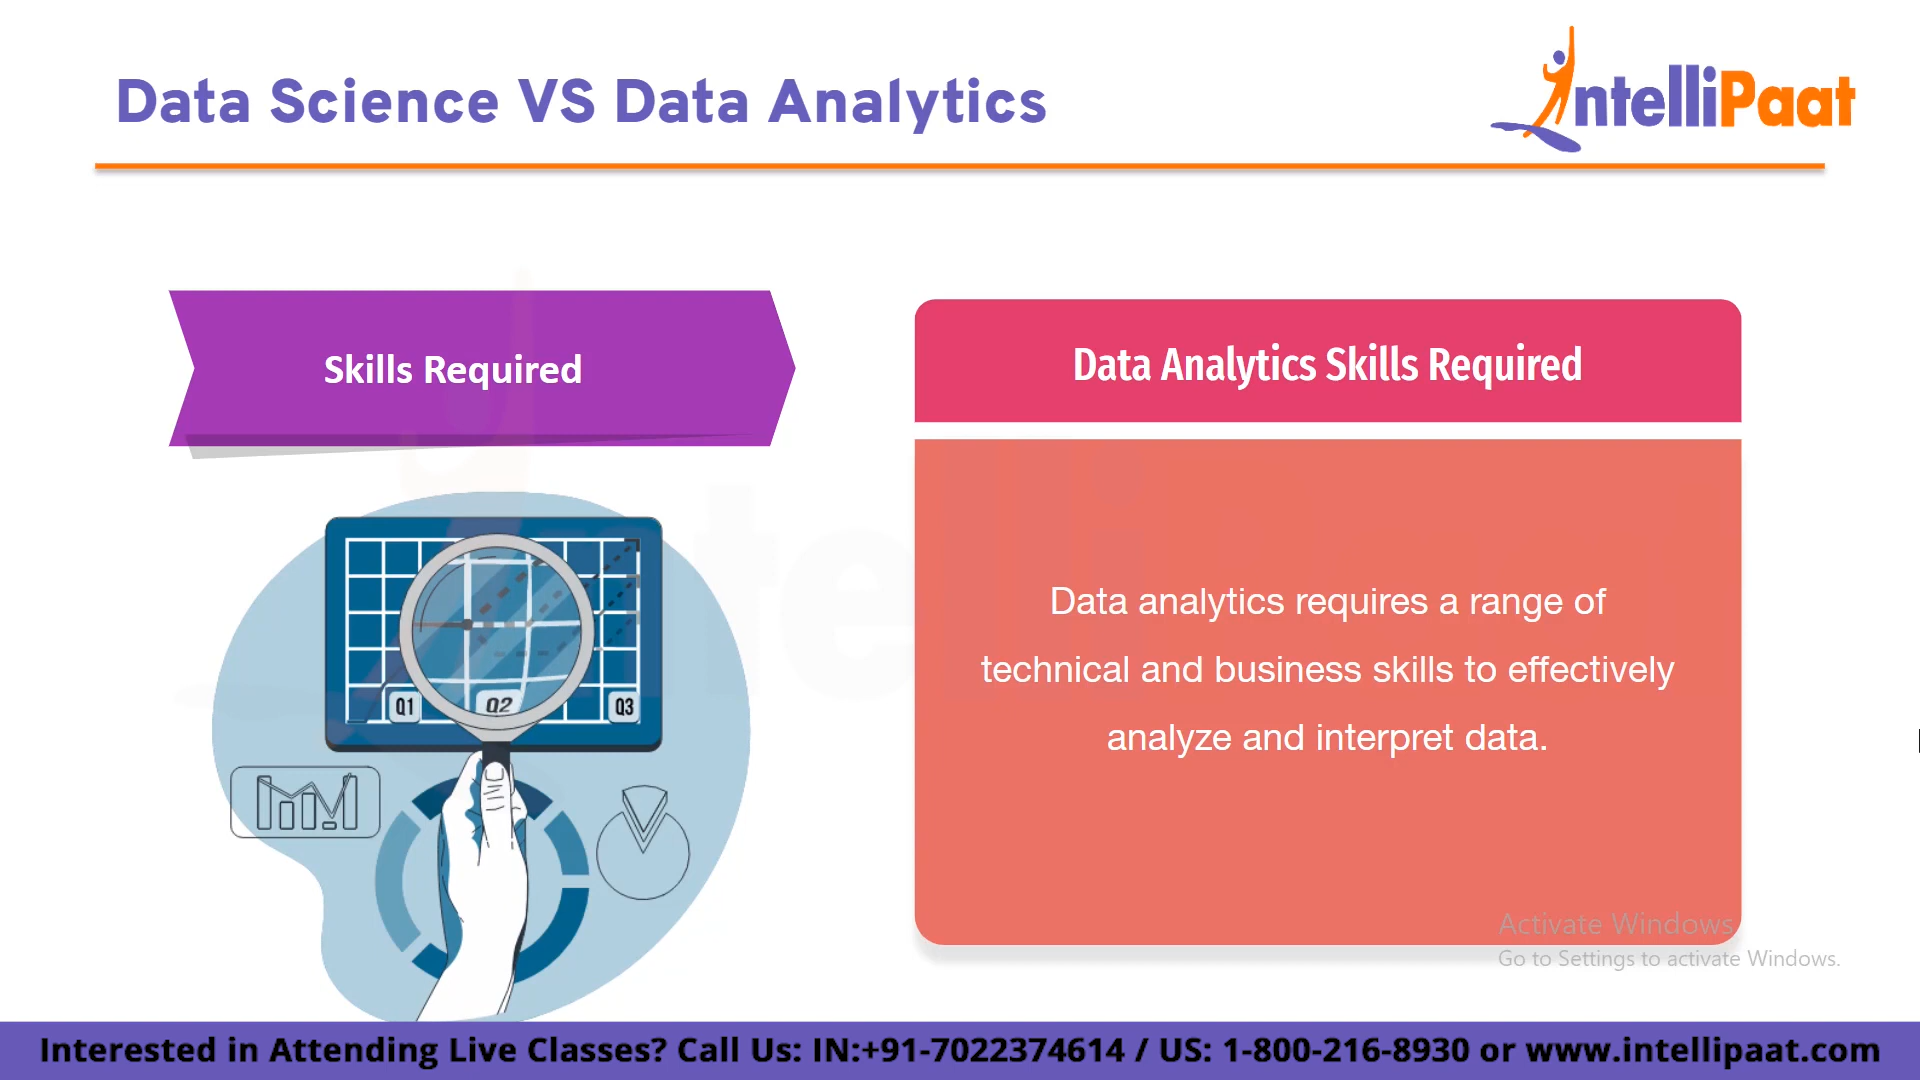 Data Science VS Data Analytics
IntelliPaat
Skills Required
Data Analytics Skills Required
Data analytics requires a range of
technical and business skills to effectively
analyze and interpret data.
Q1
Q2
Q3
Activate Windows
Go to Settings to activate Windows.
Interested in Attending Live Classes? Call Us: IN:+91-7022374614 / US: 1-800-216-8930 or www.intellipaat.com